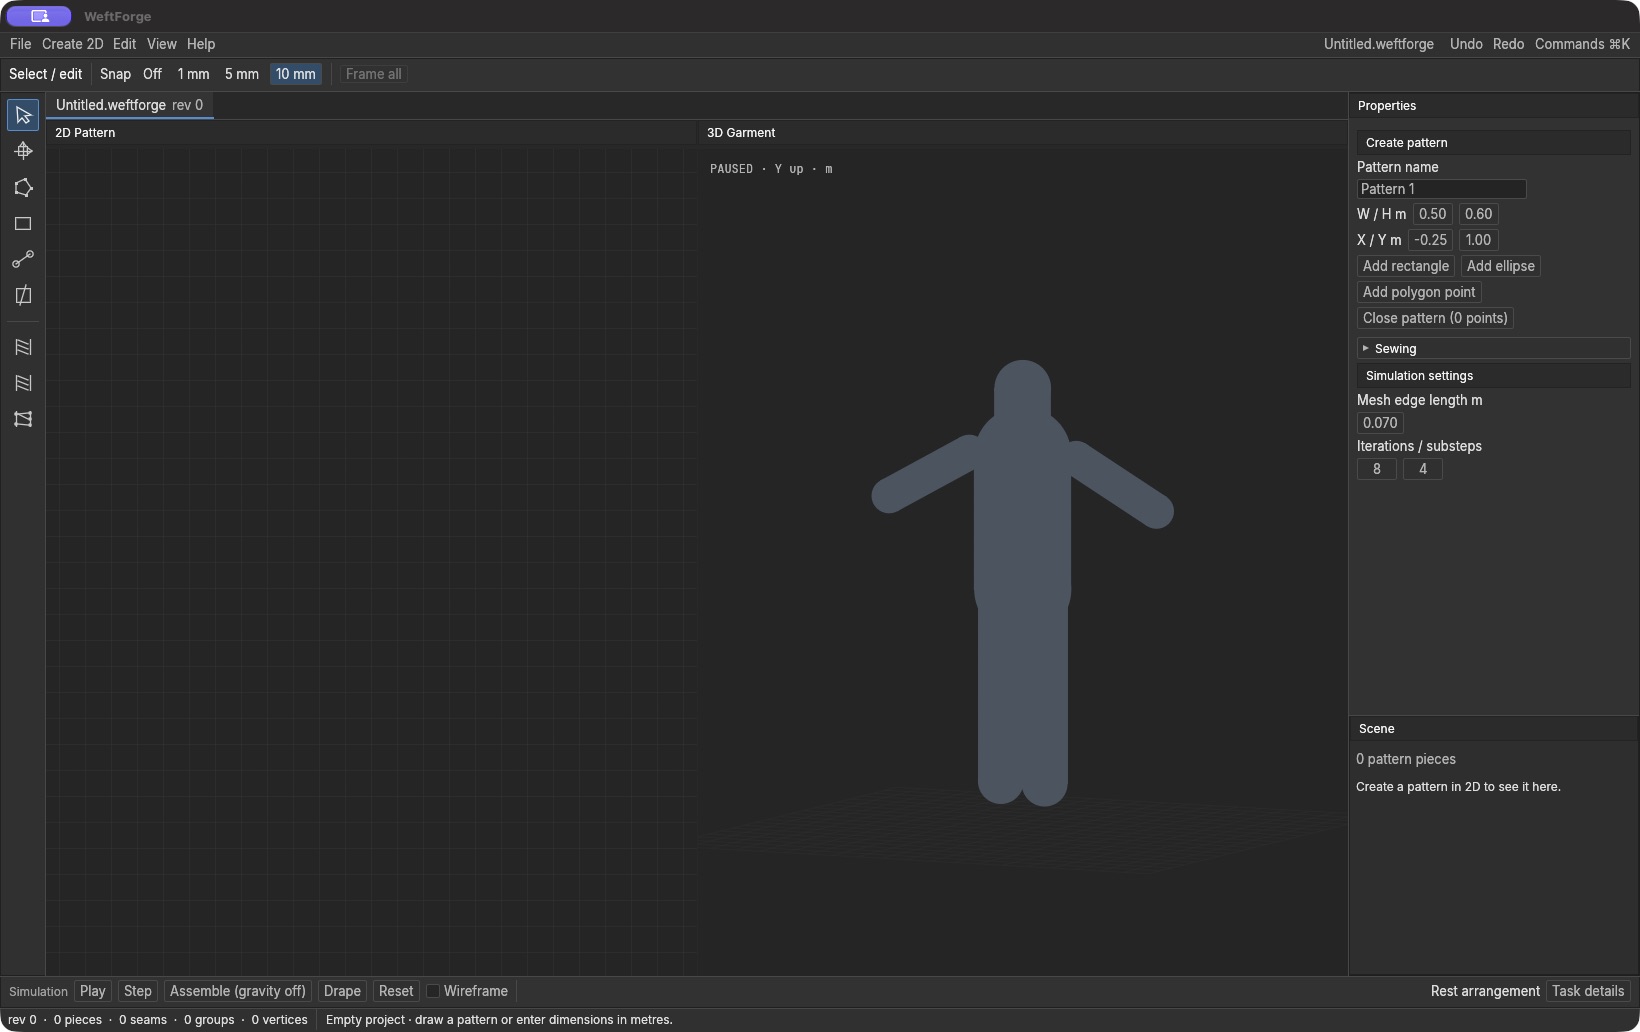 WeftForge
File Create 2D Edit View Help Untitled.weftforge Undo Redo Commands ⌘K
Select / edit Snap Off 1 mm 5 mm 10 mm Frame all
Untitled.weftforge rev 0
2D Pattern
3D Garment
PAUSED · Y up · m
Properties
Create pattern
Pattern name
Pattern 1
W / H m 0.50 0.60
X / Y m -0.25 1.00
Add rectangle Add ellipse
Add polygon point
Close pattern (0 points)
Sewing
Simulation settings
Mesh edge length m
0.070
Iterations / substeps
8 4
Scene
0 pattern pieces
Create a pattern in 2D to see it here.
Simulation Play Step Assemble (gravity off) Drape Reset Wireframe Rest arrangement Task details
rev 0 · 0 pieces · 0 seams · 0 groups · 0 vertices Empty project · draw a pattern or enter dimensions in metres.